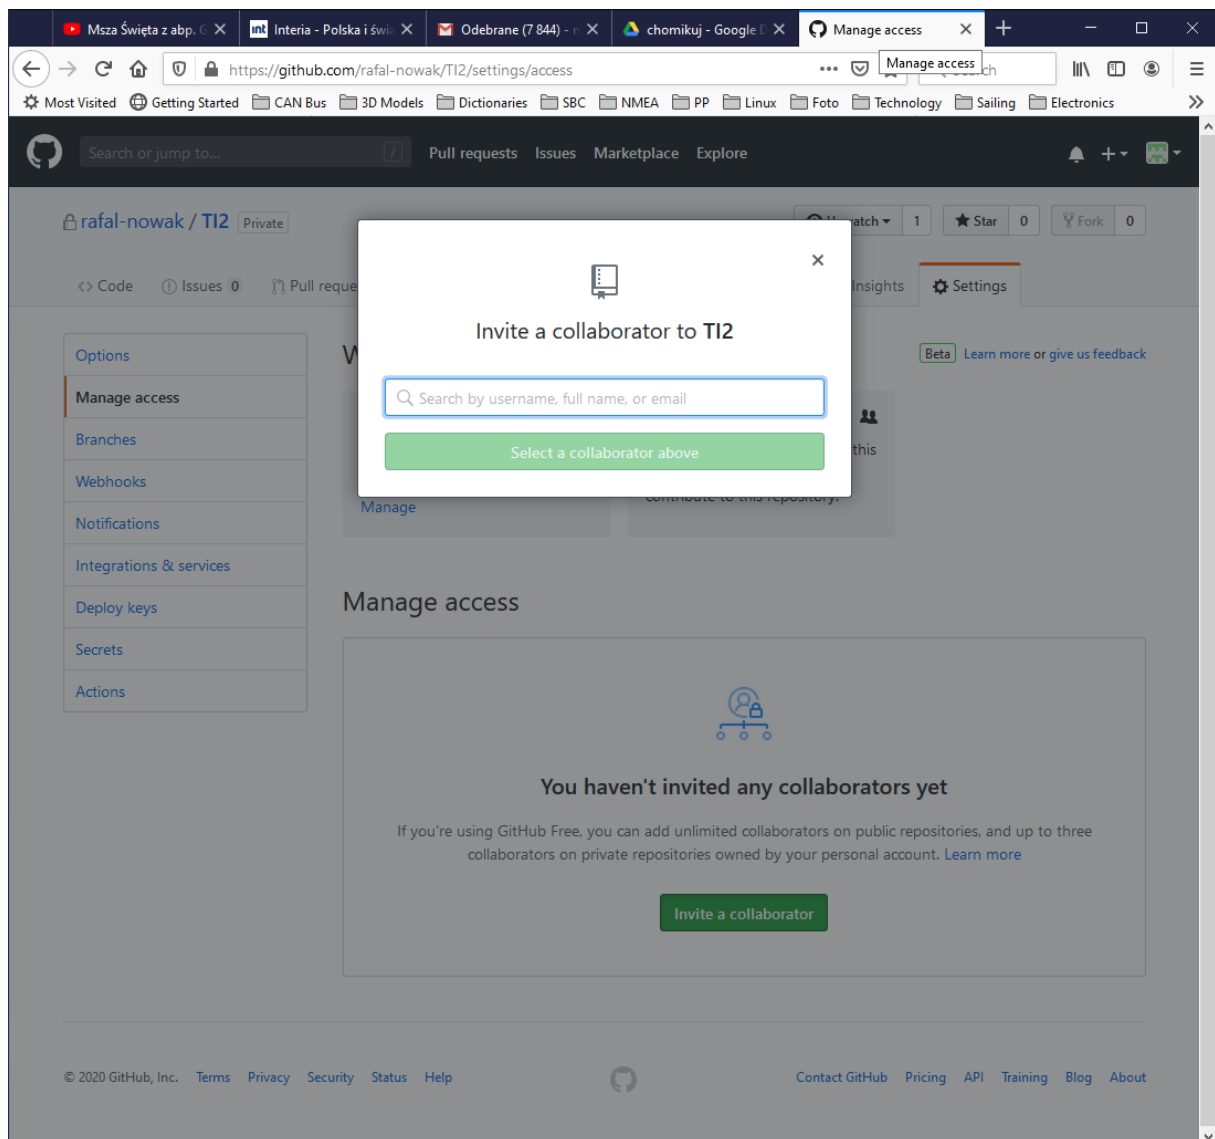 Msza Święta z abp. G
Interia - Polska i świa
Odebrane (7 844) - n
chomikuj - Google D
Manage access
https://github.com/rafal-nowak/TI2/settings/access
Manage access
Most Visited Getting Started CAN Bus 3D Models Dictionaries SBC NMEA PP Linux Foto Technology Sailing Electronics
Search or jump to... / Pull requests Issues Marketplace Explore
rafal-nowak / TI2 Private
1 Star 0 Fork 0
Code Issues 0 Pull reque
Insights Settings
Invite a collaborator to TI2
Search by username, full name, or email
Select a collaborator above
Options
Manage access
Branches
Webhooks
Notifications
Integrations & services
Deploy keys
Secrets
Actions
Beta Learn more or give us feedback
this
contribute to this repository.
Manage
Manage access
You haven't invited any collaborators yet
If you're using GitHub Free, you can add unlimited collaborators on public repositories, and up to three
collaborators on private repositories owned by your personal account. Learn more
Invite a collaborator
© 2020 GitHub, Inc. Terms Privacy Security Status Help
Contact GitHub Pricing API Training Blog About